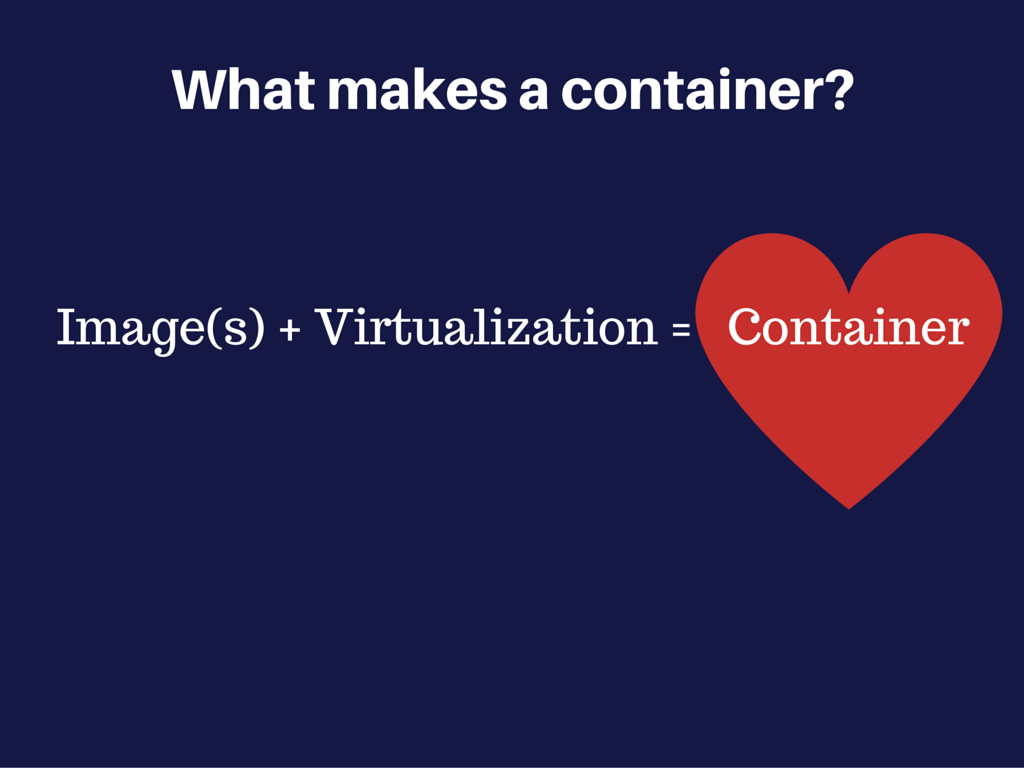 What makes a container?
Image(s) + Virtualization = Container